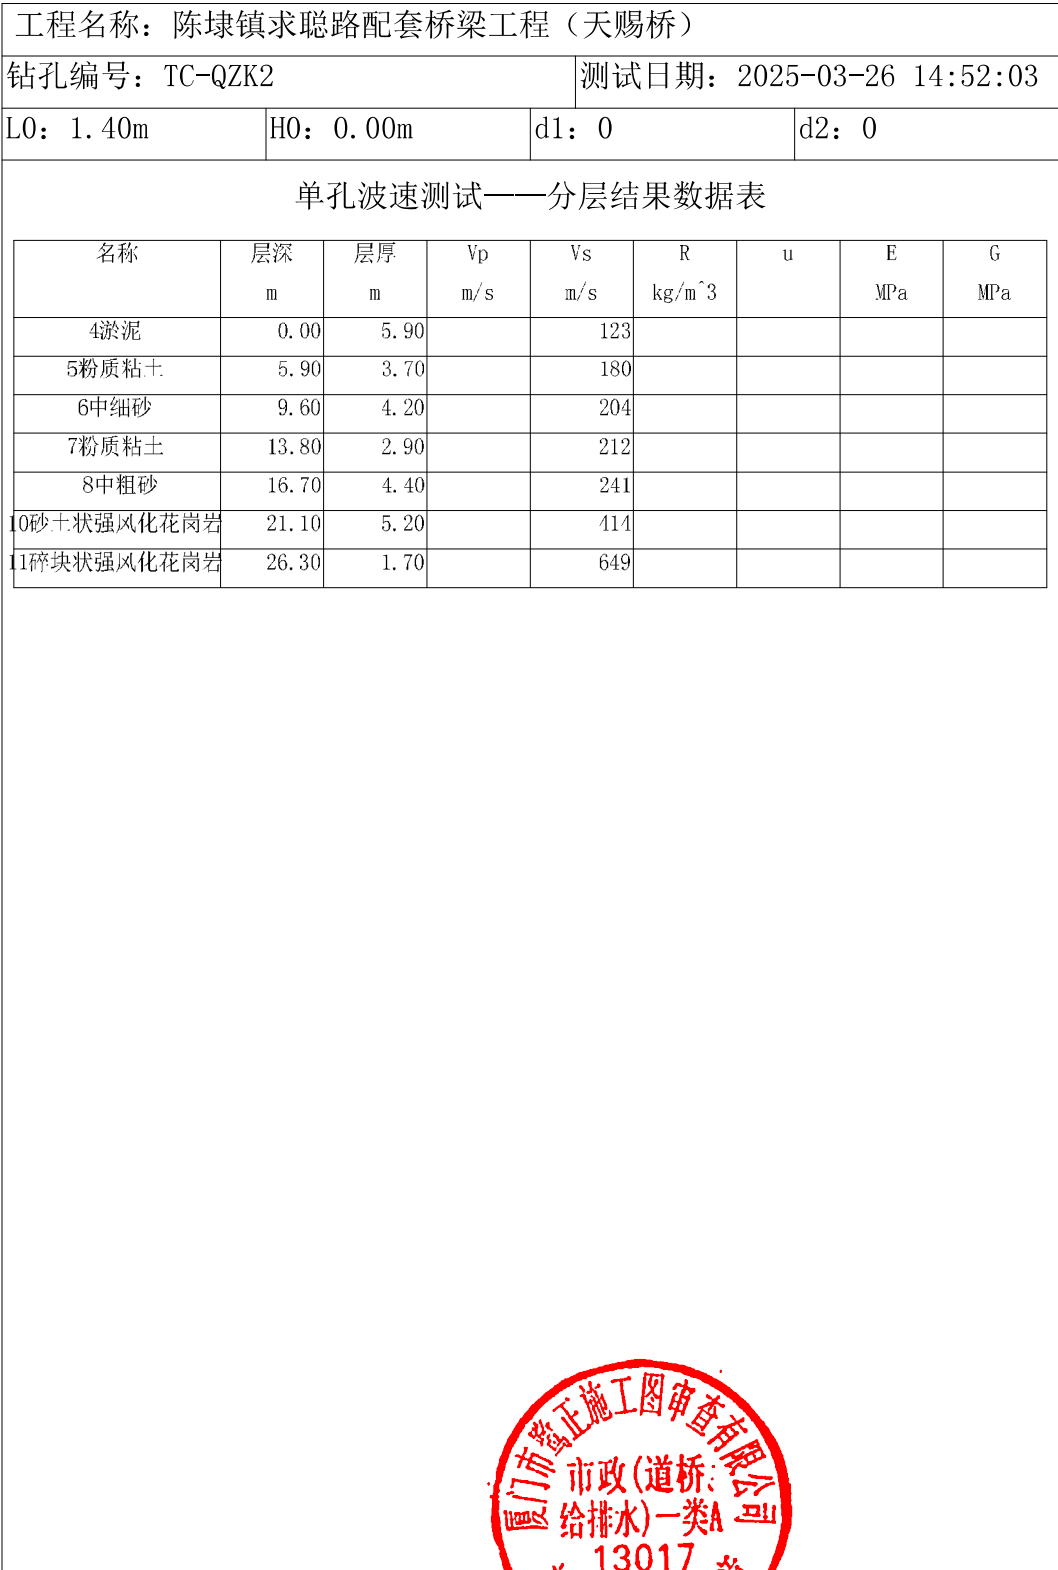 工程名称：陈埭镇求聪路配套桥梁工程（天赐桥）
钻孔编号：TC-QZK2 测试日期：2025-03-26 14:52:03
L0：1.40m H0：0.00m d1：0 d2：0
单孔波速测试——分层结果数据表
名称 层深 层厚 Vp Vs R u E G
m m m/s m/s kg/m^3 MPa MPa
4淤泥 0.00 5.90 123
5粉质粘土 5.90 3.70 180
6中细砂 9.60 4.20 204
7粉质粘土 13.80 2.90 212
8中粗砂 16.70 4.40 241
10砂土状强风化花岗岩 21.10 5.20 414
11碎块状强风化花岗岩 26.30 1.70 649
厦门市鹭正施工图审查有限公司
市政(道桥、
给排水)一类A
13017